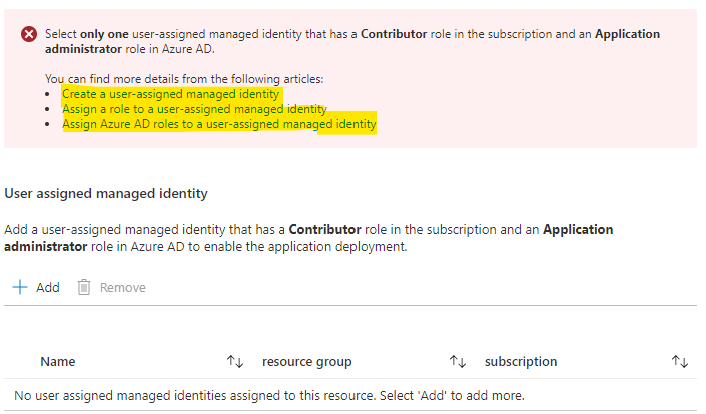 Select only one user-assigned managed identity that has a Contributor role in the subscription and an Application
administrator role in Azure AD.
You can find more details from the following articles:
• Create a user-assigned managed identity
• Assign a role to a user-assigned managed identity
• Assign Azure AD roles to a user-assigned managed identity
User assigned managed identity
Add a user-assigned managed identity that has a Contributor role in the subscription and an Application
administrator role in Azure AD to enable the application deployment.
Add Remove
Name resource group subscription
No user assigned managed identities assigned to this resource. Select 'Add' to add more.